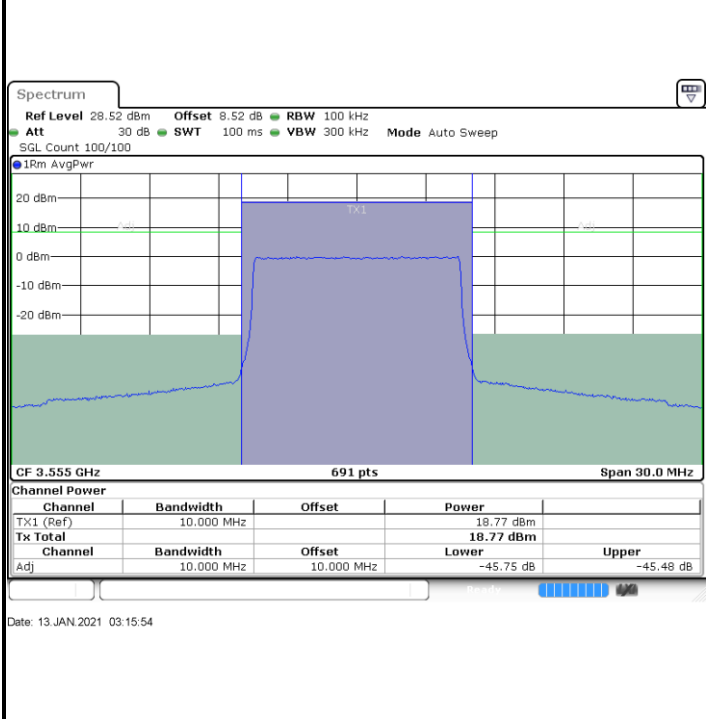 Spectrum
Ref Level 28.52 dBm Offset 8.52 dB RBW 100 kHz
Att 30 dB SWT 100 ms VBW 300 kHz Mode Auto Sweep
SGL Count 100/100
1Rm AvgPwr
20 dBm
TX1
10 dBm Adj Adj
0 dBm
-10 dBm
-20 dBm
CF 3.555 GHz 691 pts Span 30.0 MHz
Channel Power
Channel Bandwidth Offset Power
TX1 (Ref) 10.000 MHz 18.77 dBm
Tx Total 18.77 dBm
Channel Bandwidth Offset Lower Upper
Adj 10.000 MHz 10.000 MHz -45.75 dB -45.48 dB
Ready
Date: 13.JAN.2021 03:15:54